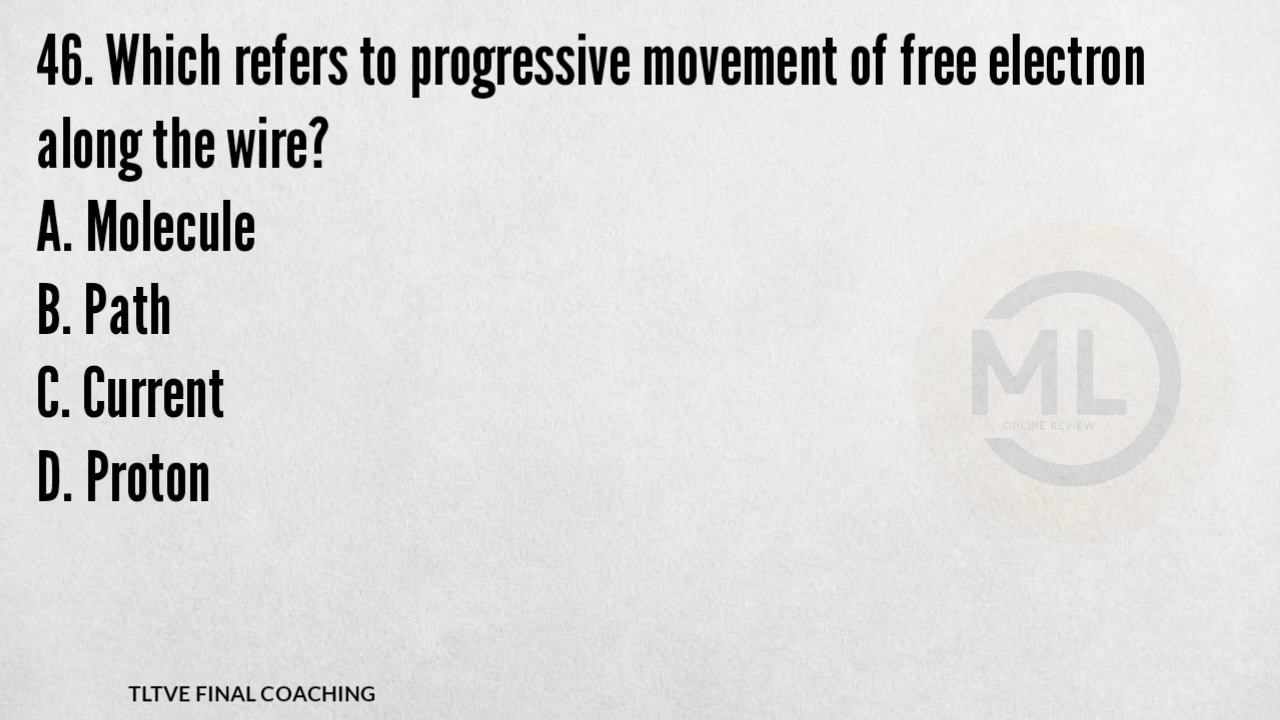 46. Which refers to progressive movement of free electron
along the wire?
A. Molecule
B. Path
C. Current
D. Proton
ML
ONLINE REVIEW
TLTVE FINAL COACHING